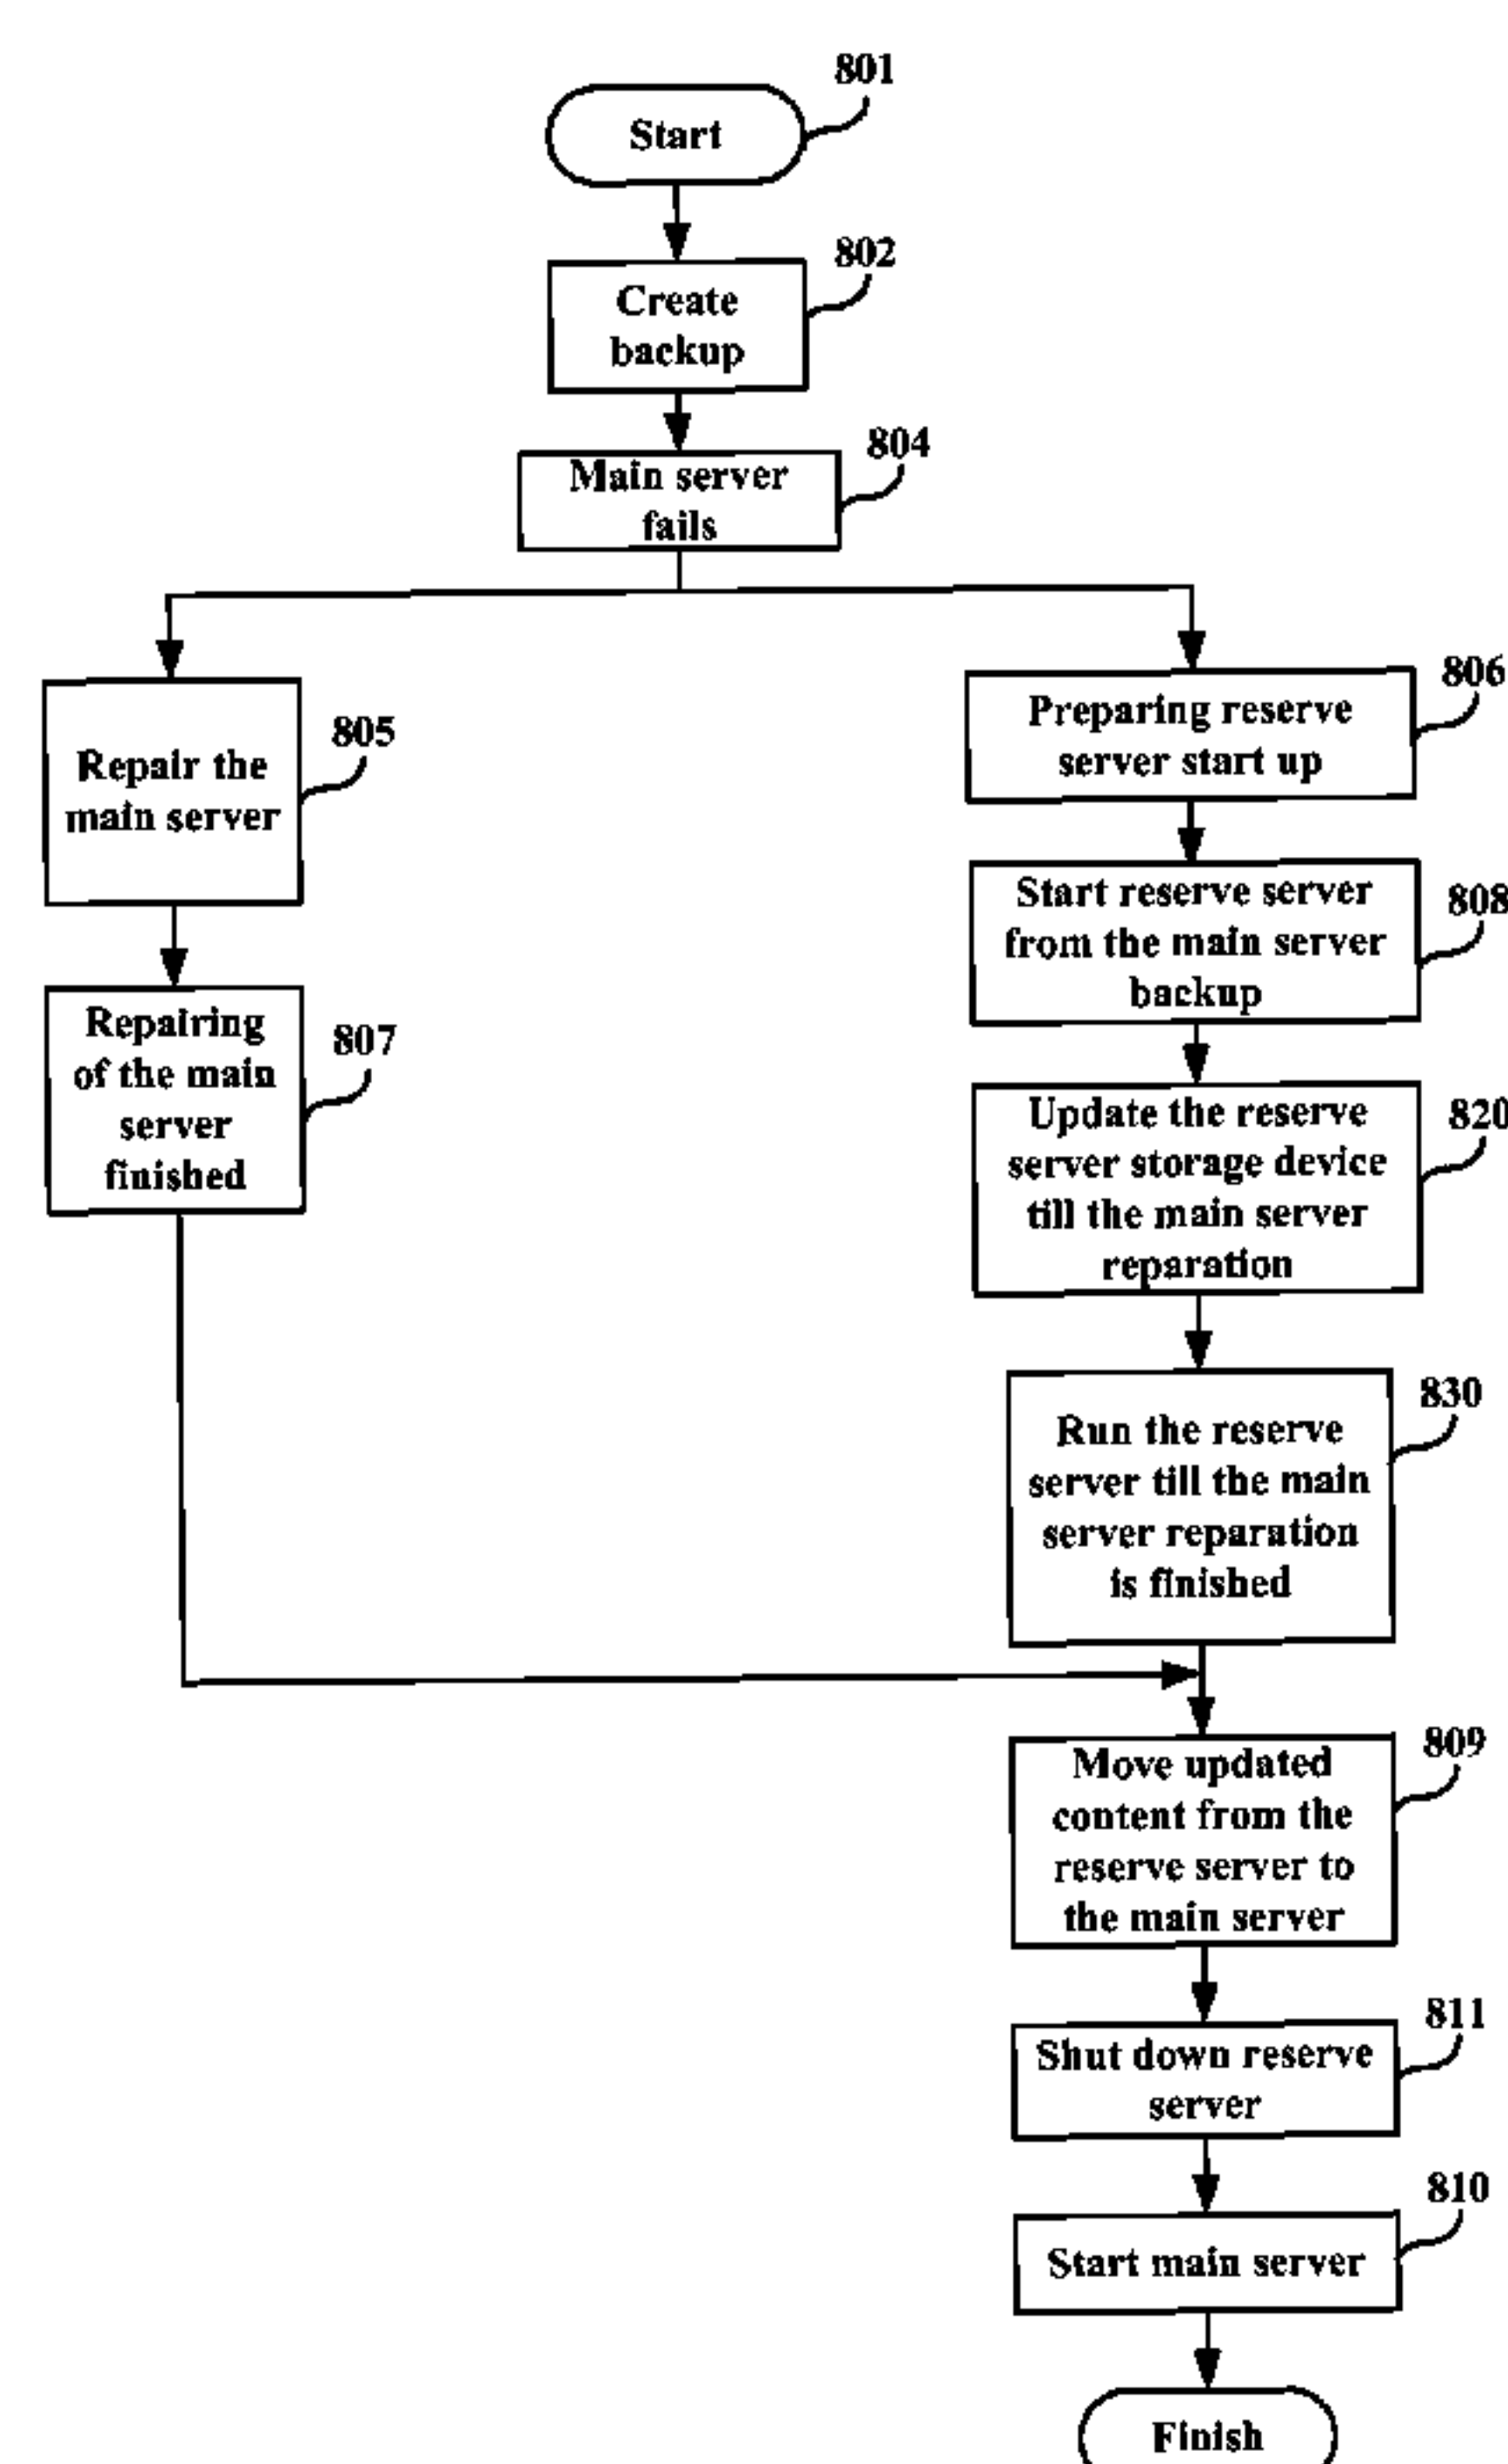 801
Start
802
Create
backup
804
Main server
fails
805
Repair the
main server
807
Repairing
of the main
server
finished
806
Preparing reserve
server start up
808
Start reserve server
from the main server
backup
820
Update the reserve
server storage device
till the main server
reparation
830
Run the reserve
server till the main
server reparation
is finished
809
Move updated
content from the
reserve server to
the main server
811
Shut down reserve
server
810
Start main server
Finish